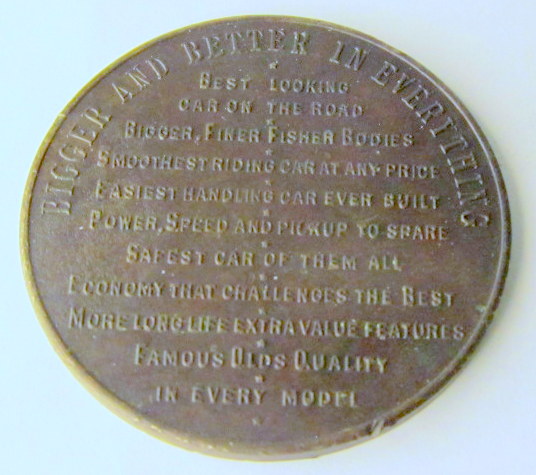 BIGGER AND BETTER IN EVERYTHING
BEST LOOKING
CAR ON THE ROAD
BIGGER, FINER FISHER BODIES
SMOOTHEST RIDING CAR AT ANY PRICE
EASIEST HANDLING CAR EVER BUILT
POWER, SPEED AND PICKUP TO SPARE
SAFEST CAR OF THEM ALL
ECONOMY THAT CHALLENGES THE BEST
MORE LONG LIFE EXTRA VALUE FEATURES
FAMOUS OLDS QUALITY
IN EVERY MODEL